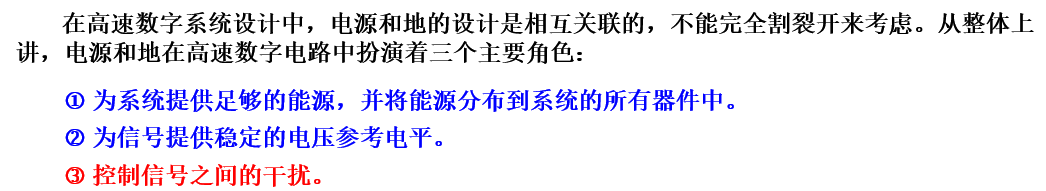 在高速数字系统设计中，电源和地的设计是相互关联的，不能完全割裂开来考虑。从整体上
讲，电源和地在高速数字电路中扮演着三个主要角色：
① 为系统提供足够的能源，并将能源分布到系统的所有器件中。
② 为信号提供稳定的电压参考电平。
③ 控制信号之间的干扰。